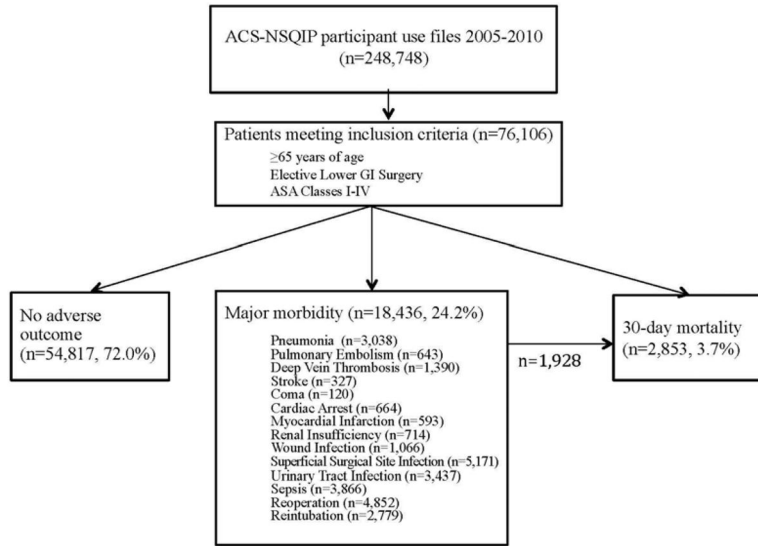 ACS-NSQIP participant use files 2005-2010
(n=248,748)
Patients meeting inclusion criteria (n=76,106)
≥65 years of age
Elective Lower GI Surgery
ASA Classes I-IV
No adverse
outcome
(n=54,817, 72.0%)
Major morbidity (n=18,436, 24.2%)
Pneumonia (n=3,038)
Pulmonary Embolism (n=643)
Deep Vein Thrombosis (n=1,390)
Stroke (n=327)
Coma (n=120)
Cardiac Arrest (n=664)
Myocardial Infarction (n=593)
Renal Insufficiency (n=714)
Wound Infection (n=1,066)
Superficial Surgical Site Infection (n=5,171)
Urinary Tract Infection (n=3,437)
Sepsis (n=3,866)
Reoperation (n=4,852)
Reintubation (n=2,779)
n=1,928
30-day mortality
(n=2,853, 3.7%)